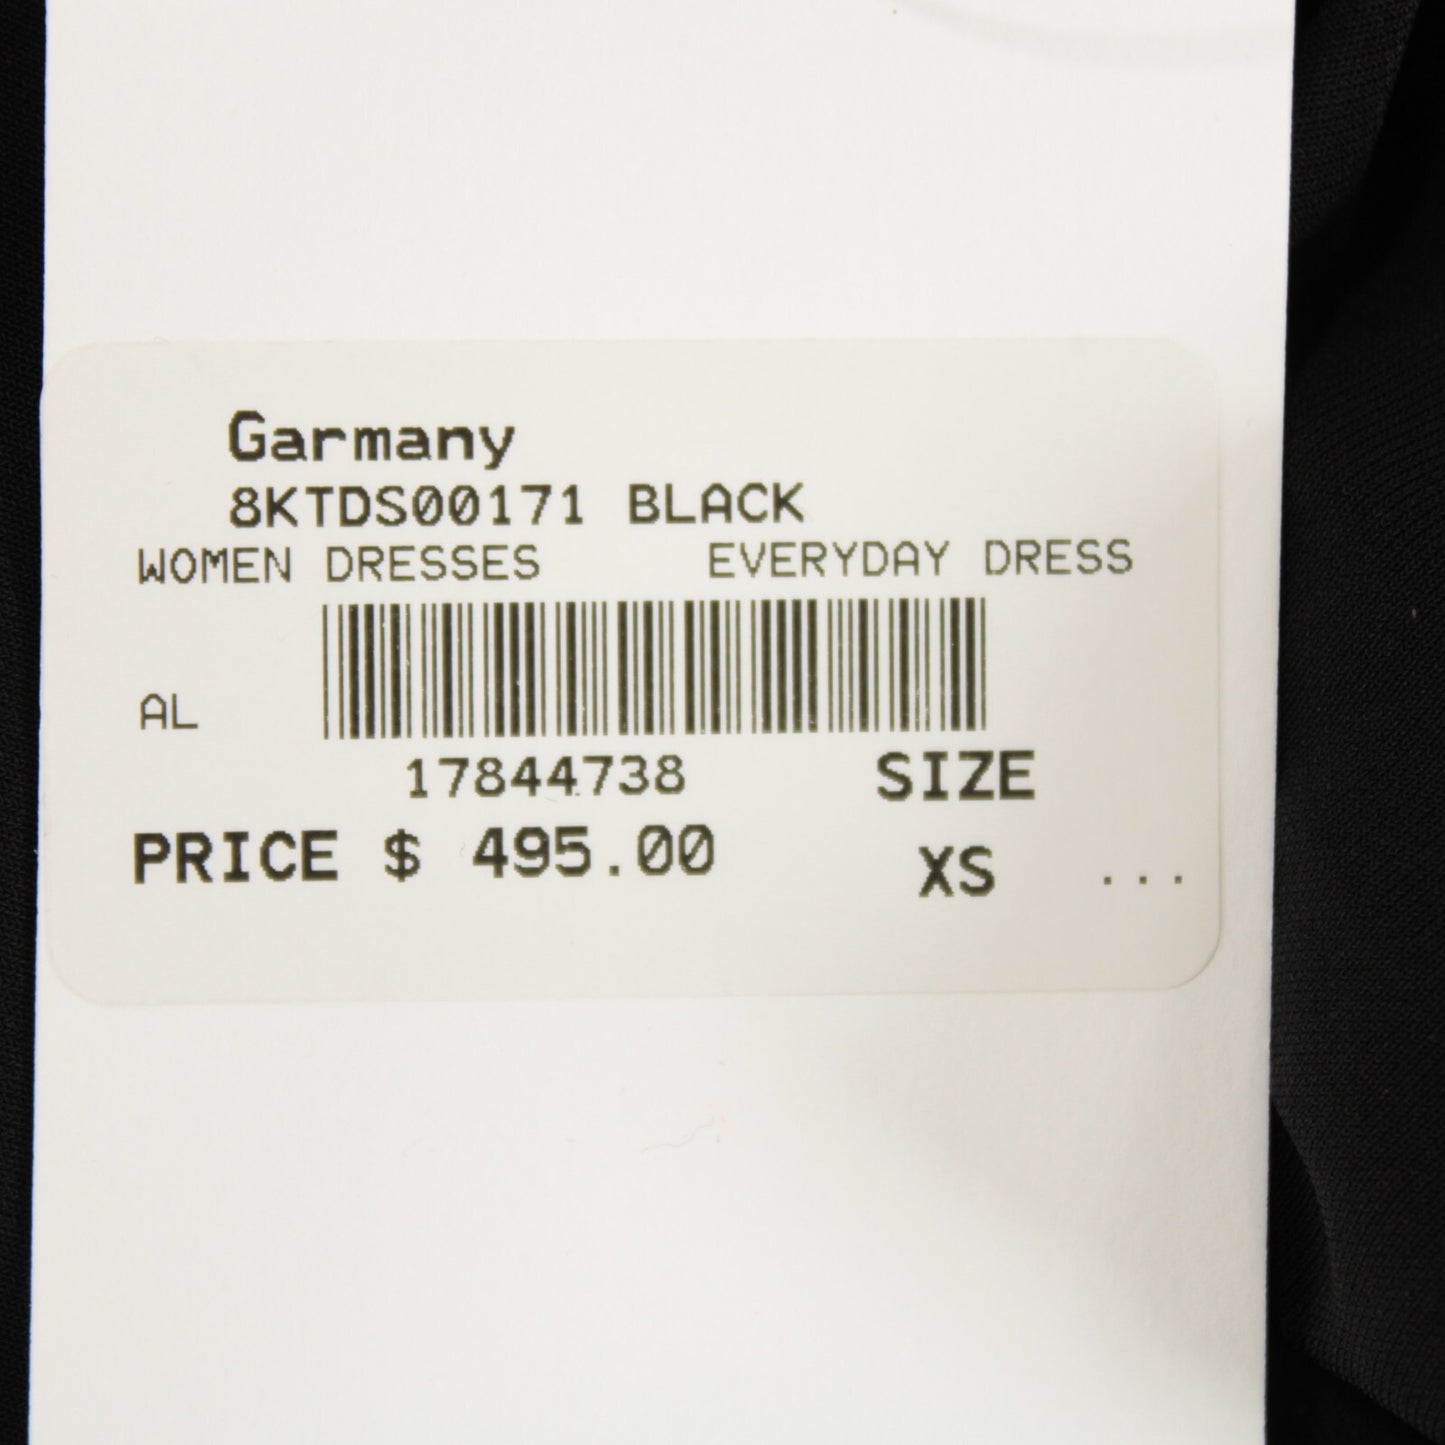 Garmany
8KTDS00171 BLACK
WOMEN DRESSES EVERYDAY DRESS
AL
17844738 SIZE
PRICE $ 495.00 XS ...